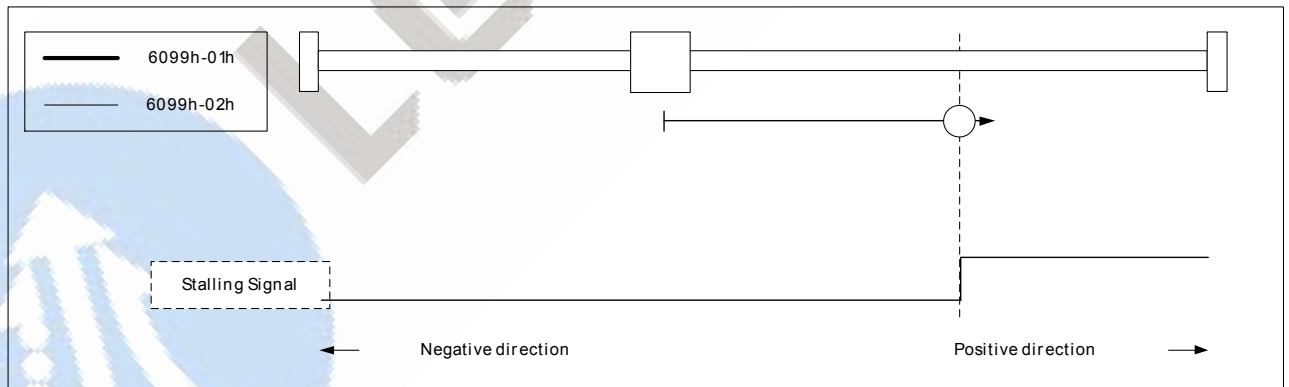 6099h-01h
6099h-02h
Stalling Signal
Negative direction
Positive direction